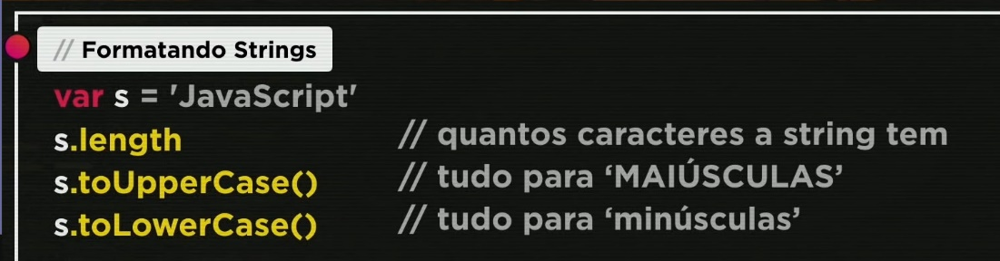 // Formatando Strings
var s = 'JavaScript'
s.length // quantos caracteres a string tem
s.toUpperCase() // tudo para ‘MAIÚSCULAS’
s.toLowerCase() // tudo para ‘minúsculas’